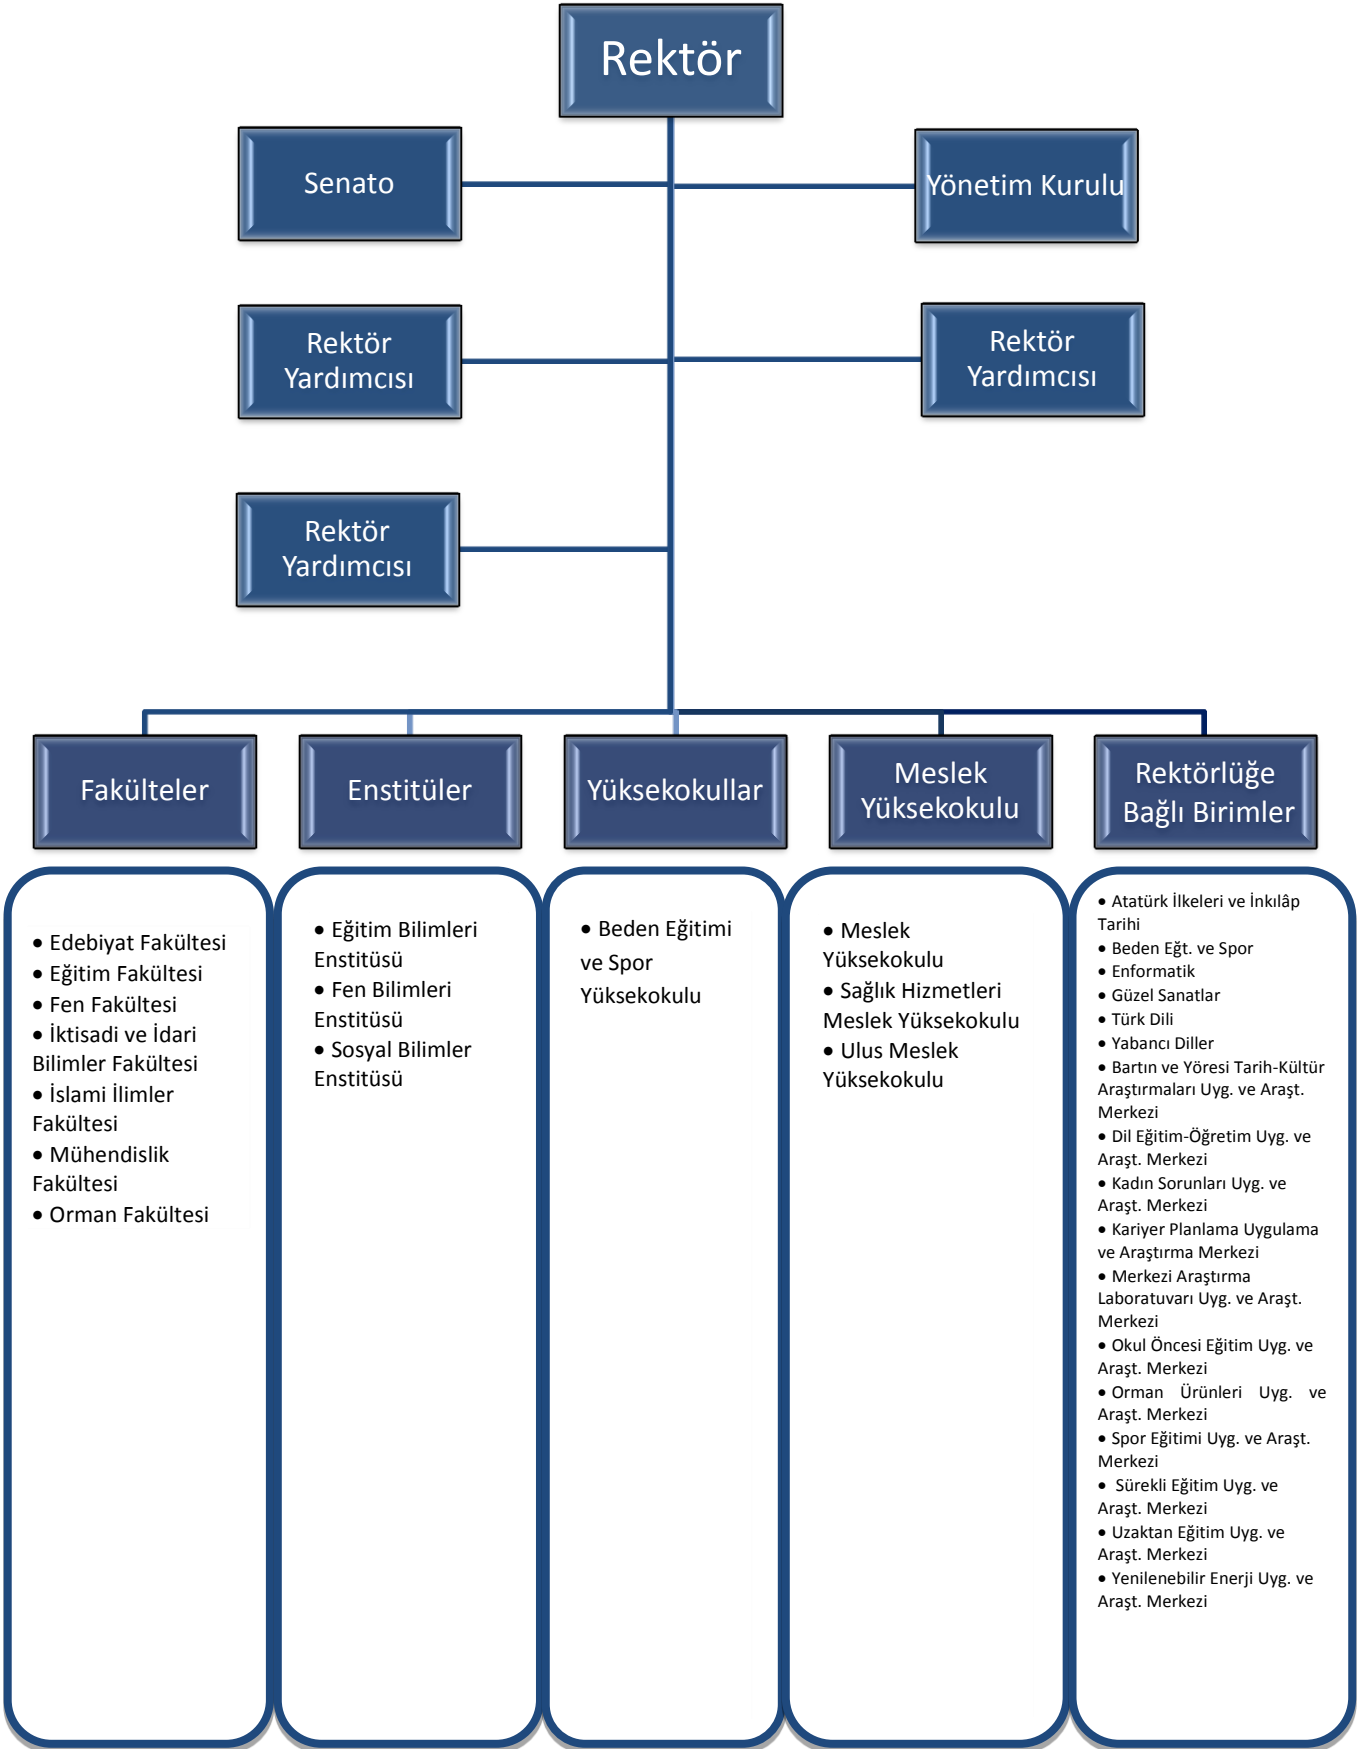 Rektör
Senato
Yönetim Kurulu
Rektör
Yardımcısı
Rektör
Yardımcısı
Rektör
Yardımcısı
Fakülteler
Enstitüler
Yüksekokullar
Meslek
Yüksekokulu
Rektörlüğe
Bağlı Birimler
• Edebiyat Fakültesi
• Eğitim Fakültesi
• Fen Fakültesi
• İktisadi ve İdari
Bilimler Fakültesi
• İslami İlimler
Fakültesi
• Mühendislik
Fakültesi
• Orman Fakültesi
• Eğitim Bilimleri
Enstitüsü
• Fen Bilimleri
Enstitüsü
• Sosyal Bilimler
Enstitüsü
• Beden Eğitimi
ve Spor
Yüksekokulu
• Meslek
Yüksekokulu
• Sağlık Hizmetleri
Meslek Yüksekokulu
• Ulus Meslek
Yüksekokulu
• Atatürk İlkeleri ve İnkılâp
Tarihi
• Beden Eğt. ve Spor
• Enformatik
• Güzel Sanatlar
• Türk Dili
• Yabancı Diller
• Bartın ve Yöresi Tarih-Kültür
Araştırmaları Uyg. ve Araşt.
Merkezi
• Dil Eğitim-Öğretim Uyg. ve
Araşt. Merkezi
• Kadın Sorunları Uyg. ve
Araşt. Merkezi
• Kariyer Planlama Uygulama
ve Araştırma Merkezi
• Merkezi Araştırma
Laboratuvarı Uyg. ve Araşt.
Merkezi
• Okul Öncesi Eğitim Uyg. ve
Araşt. Merkezi
• Orman Ürünleri Uyg. ve
Araşt. Merkezi
• Spor Eğitimi Uyg. ve Araşt.
Merkezi
• Sürekli Eğitim Uyg. ve
Araşt. Merkezi
• Uzaktan Eğitim Uyg. ve
Araşt. Merkezi
• Yenilenebilir Enerji Uyg. ve
Araşt. Merkezi